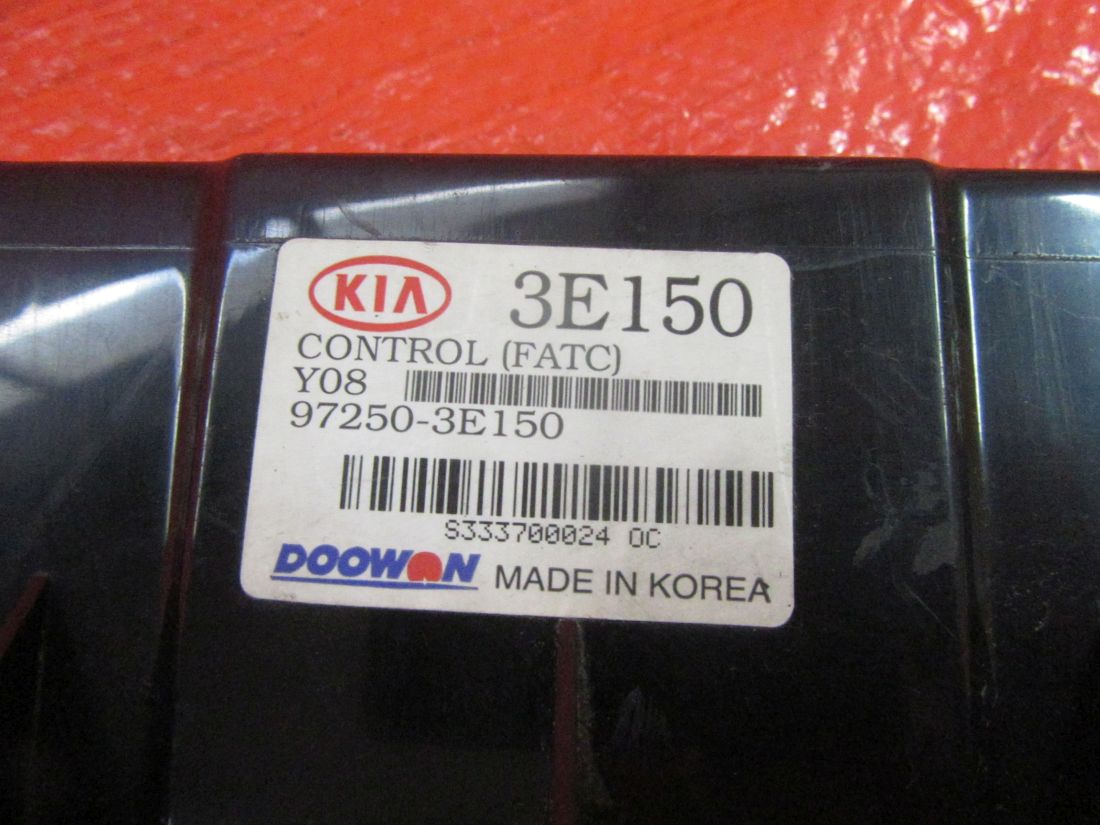 KIA 3E150
CONTROL (FATC)
Y08
97250-3E150
S333700024 OC
DOOWON MADE IN KOREA